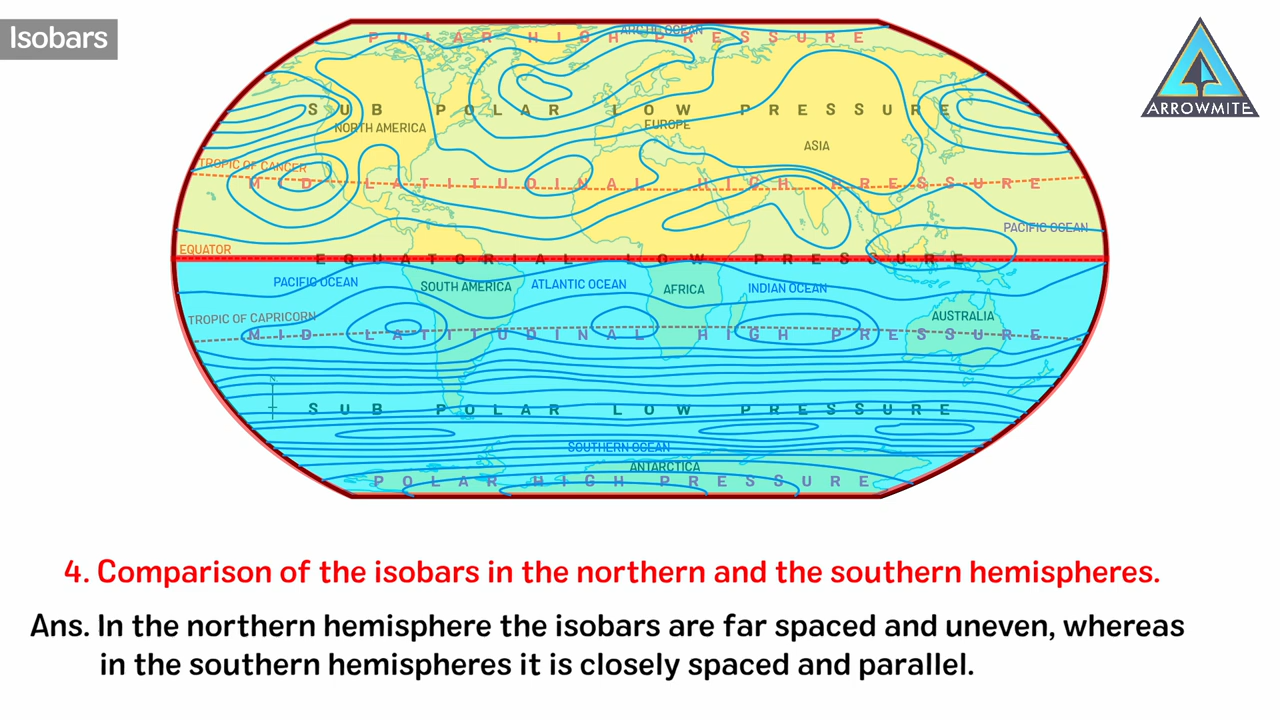 Isobars
ARROWMITE
ARCTIC OCEAN
POLAR HIGH PRESSURE
SUB POLAR LOW PRESSURE
NORTH AMERICA
EUROPE
ASIA
TROPIC OF CANCER
MID LATITUDINAL HIGH PRESSURE
PACIFIC OCEAN
EQUATOR
EQUATORIAL LOW PRESSURE
PACIFIC OCEAN
SOUTH AMERICA
ATLANTIC OCEAN
AFRICA
INDIAN OCEAN
TROPIC OF CAPRICORN
AUSTRALIA
MID LATITUDINAL HIGH PRESSURE
N
SUB POLAR LOW PRESSURE
SOUTHERN OCEAN
ANTARCTICA
POLAR HIGH PRESSURE
4. Comparison of the isobars in the northern and the southern hemispheres.
Ans. In the northern hemisphere the isobars are far spaced and uneven, whereas
in the southern hemispheres it is closely spaced and parallel.